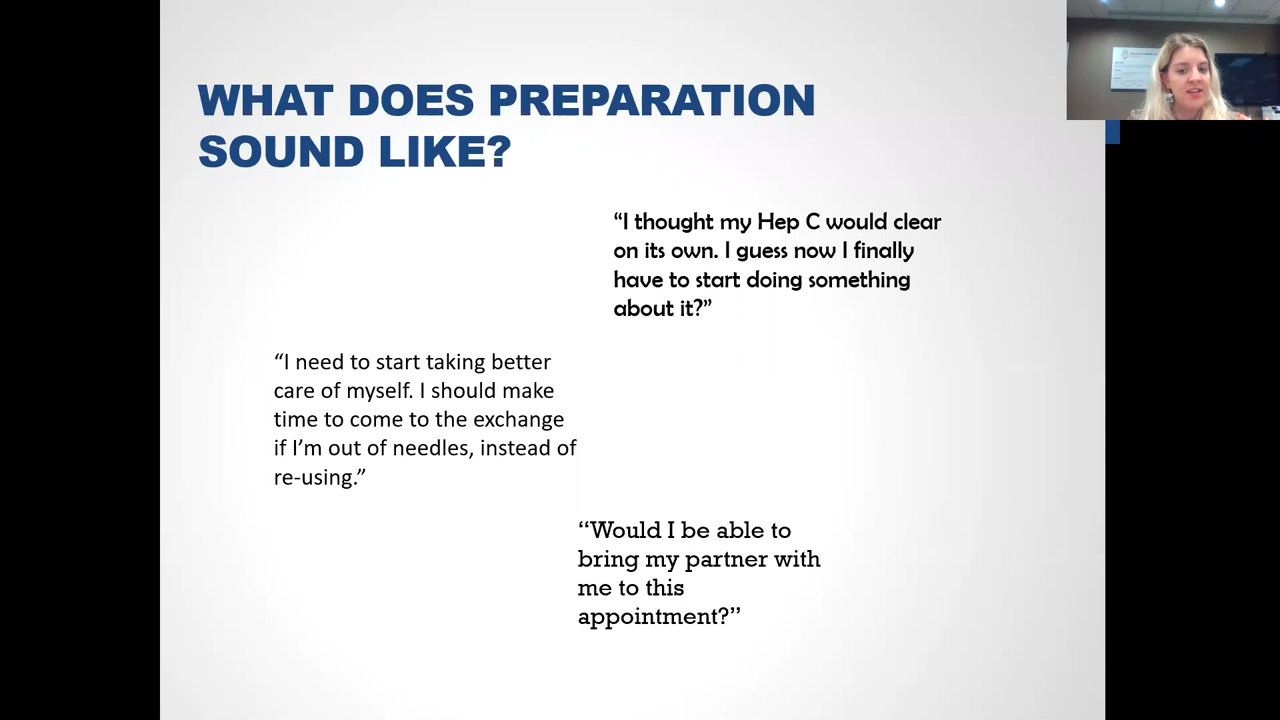 WHAT DOES PREPARATION
SOUND LIKE?
“I thought my Hep C would clear
on its own. I guess now I finally
have to start doing something
about it?”
“I need to start taking better
care of myself. I should make
time to come to the exchange
if I’m out of needles, instead of
re-using.”
“Would I be able to
bring my partner with
me to this
appointment?”